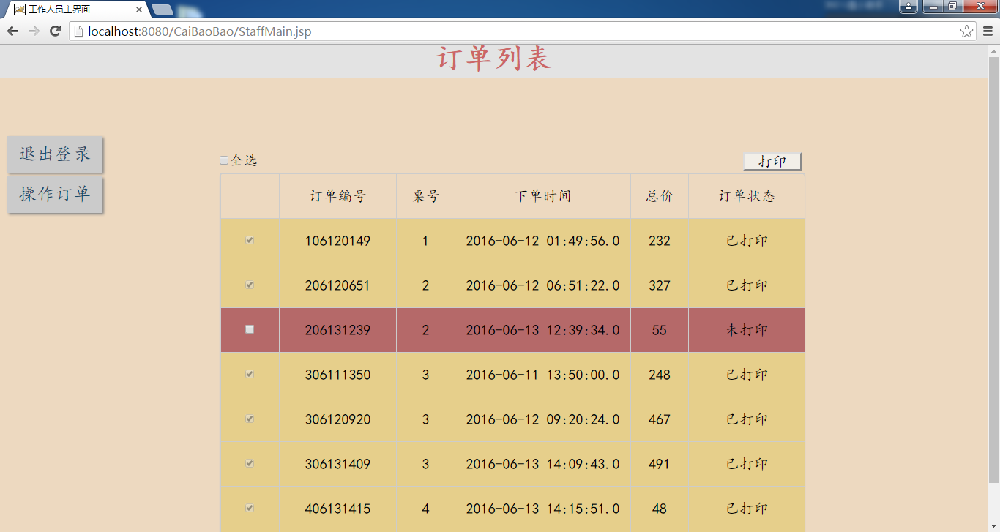 工作人员主界面
localhost:8080/CaiBaoBao/StaffMain.jsp
订单列表
退出登录
操作订单
全选 打印
订单编号 桌号 下单时间 总价 订单状态
106120149 1 2016-06-12 01:49:56.0 232 已打印
206120651 2 2016-06-12 06:51:22.0 327 已打印
206131239 2 2016-06-13 12:39:34.0 55 未打印
306111350 3 2016-06-11 13:50:00.0 248 已打印
306120920 3 2016-06-12 09:20:24.0 467 已打印
306131409 3 2016-06-13 14:09:43.0 491 已打印
406131415 4 2016-06-13 14:15:51.0 48 已打印